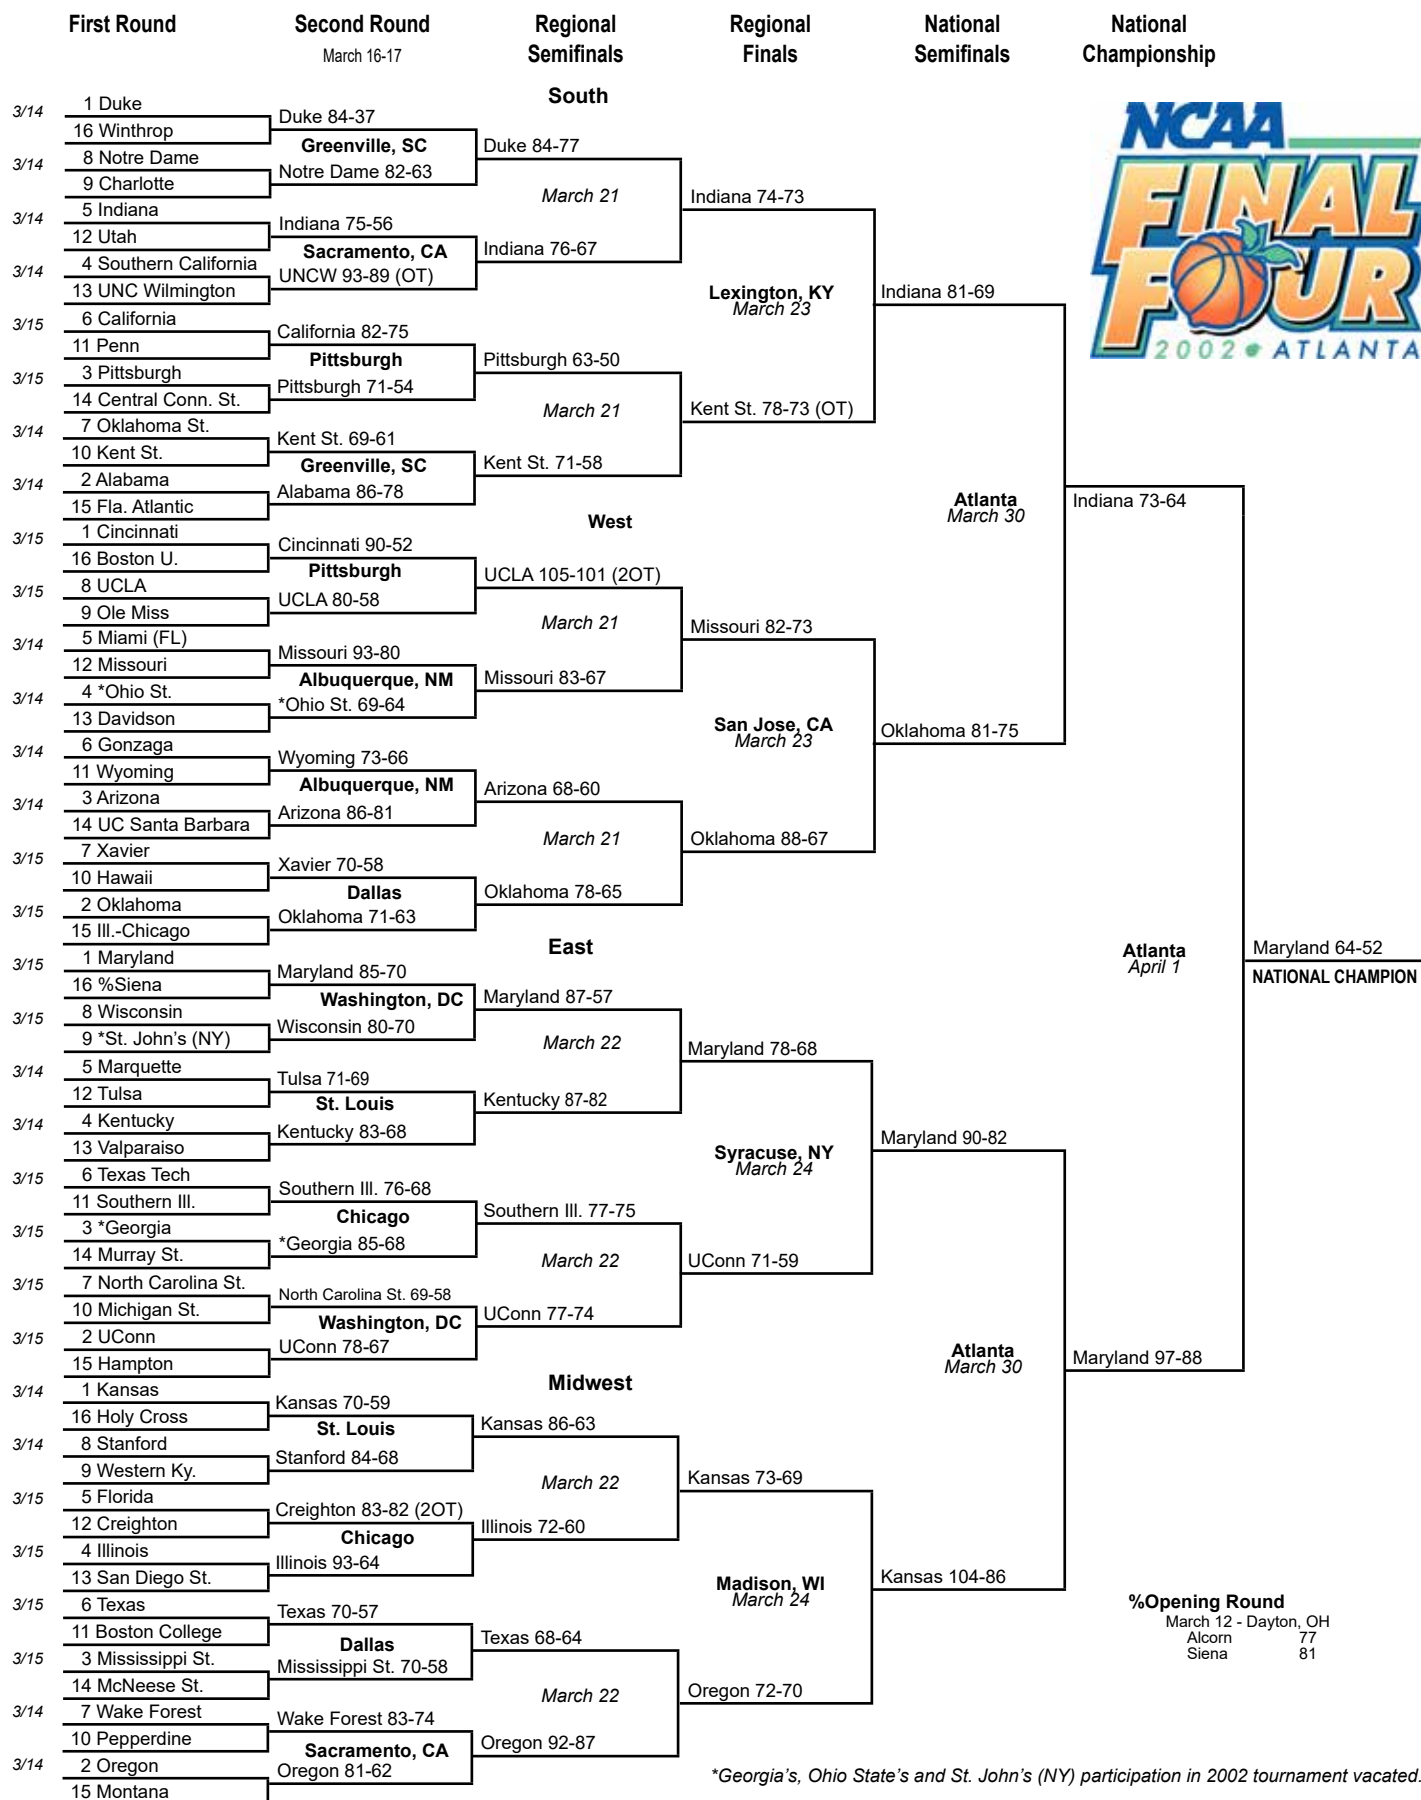 First Round
Second Round
March 16-17
Regional
Semifinals
Regional
Finals
National
Semifinals
National
Championship
NCAA
FINAL
FOUR
2002 ATLANTA
South
3/14
1 Duke
16 Winthrop
3/14
8 Notre Dame
9 Charlotte
3/14
5 Indiana
12 Utah
3/14
4 Southern California
13 UNC Wilmington
3/15
6 California
11 Penn
3/15
3 Pittsburgh
14 Central Conn. St.
3/14
7 Oklahoma St.
10 Kent St.
3/14
2 Alabama
15 Fla. Atlantic
Duke 84-37
Greenville, SC
Notre Dame 82-63
Indiana 75-56
Sacramento, CA
UNCW 93-89 (OT)
California 82-75
Pittsburgh
Pittsburgh 71-54
Kent St. 69-61
Greenville, SC
Alabama 86-78
Duke 84-77
March 21
Indiana 76-67
Pittsburgh 63-50
March 21
Kent St. 71-58
Indiana 74-73
Lexington, KY
March 23
Kent St. 78-73 (OT)
Indiana 81-69
West
3/15
1 Cincinnati
16 Boston U.
3/15
8 UCLA
9 Ole Miss
3/14
5 Miami (FL)
12 Missouri
3/14
4 *Ohio St.
13 Davidson
3/14
6 Gonzaga
11 Wyoming
3/14
3 Arizona
14 UC Santa Barbara
3/15
7 Xavier
10 Hawaii
3/15
2 Oklahoma
15 Ill.-Chicago
Cincinnati 90-52
Pittsburgh
UCLA 80-58
Missouri 93-80
Albuquerque, NM
*Ohio St. 69-64
Wyoming 73-66
Albuquerque, NM
Arizona 86-81
Xavier 70-58
Dallas
Oklahoma 71-63
UCLA 105-101 (2OT)
March 21
Missouri 83-67
Arizona 68-60
March 21
Oklahoma 78-65
Missouri 82-73
San Jose, CA
March 23
Oklahoma 88-67
Oklahoma 81-75
Atlanta
March 30
Indiana 73-64
East
3/15
1 Maryland
16 %Siena
3/15
8 Wisconsin
9 *St. John's (NY)
3/14
5 Marquette
12 Tulsa
3/14
4 Kentucky
13 Valparaiso
3/15
6 Texas Tech
11 Southern Ill.
3/15
3 *Georgia
14 Murray St.
3/15
7 North Carolina St.
10 Michigan St.
3/15
2 UConn
15 Hampton
Maryland 85-70
Washington, DC
Wisconsin 80-70
Tulsa 71-69
St. Louis
Kentucky 83-68
Southern Ill. 76-68
Chicago
*Georgia 85-68
North Carolina St. 69-58
Washington, DC
UConn 78-67
Maryland 87-57
March 22
Kentucky 87-82
Southern Ill. 77-75
March 22
UConn 77-74
Maryland 78-68
Syracuse, NY
March 24
UConn 71-59
Maryland 90-82
Midwest
3/14
1 Kansas
16 Holy Cross
3/14
8 Stanford
9 Western Ky.
3/15
5 Florida
12 Creighton
3/15
4 Illinois
13 San Diego St.
3/15
6 Texas
11 Boston College
3/15
3 Mississippi St.
14 McNeese St.
3/14
7 Wake Forest
10 Pepperdine
3/14
2 Oregon
15 Montana
Kansas 70-59
St. Louis
Stanford 84-68
Creighton 83-82 (2OT)
Chicago
Illinois 93-64
Texas 70-57
Dallas
Mississippi St. 70-58
Wake Forest 83-74
Sacramento, CA
Oregon 81-62
Kansas 86-63
March 22
Illinois 72-60
Texas 68-64
March 22
Oregon 92-87
Kansas 73-69
Madison, WI
March 24
Oregon 72-70
Kansas 104-86
Atlanta
March 30
Maryland 97-88
Atlanta
April 1
Maryland 64-52
NATIONAL CHAMPION
%Opening Round
March 12 - Dayton, OH
Alcorn 77
Siena 81
*Georgia's, Ohio State's and St. John's (NY) participation in 2002 tournament vacated.